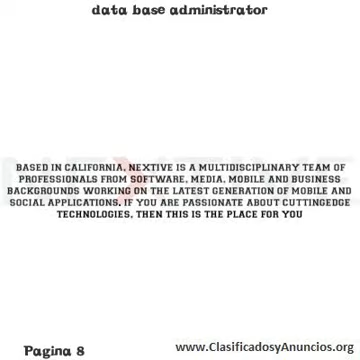 data base administrator
BASED IN CALIFORNIA, NEXTIVE IS A MULTIDISCIPLINARY TEAM OF
PROFESSIONALS FROM SOFTWARE, MEDIA, MOBILE AND BUSINESS
BACKGROUNDS WORKING ON THE LATEST GENERATION OF MOBILE AND
SOCIAL APPLICATIONS. IF YOU ARE PASSIONATE ABOUT CUTTINGEDGE
TECHNOLOGIES, THEN THIS IS THE PLACE FOR YOU
Pagina 8
www.ClasificadosyAnuncios.org